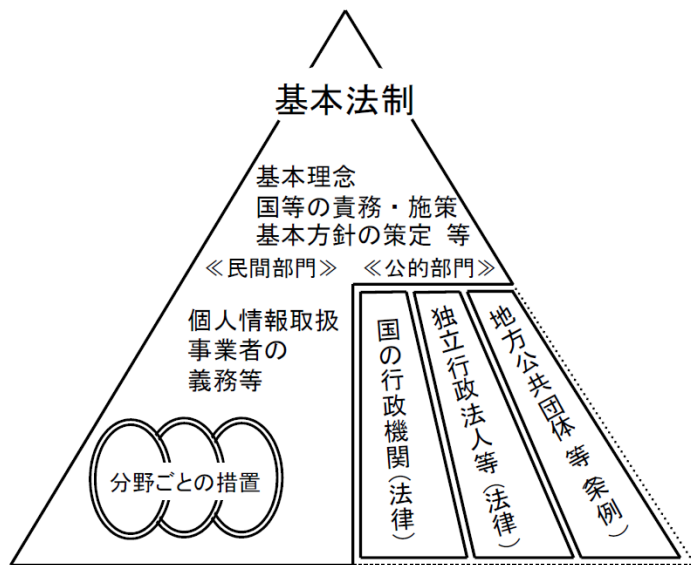 基本法制
基本理念
国等の責務・施策
基本方針の策定 等
≪民間部門≫
≪公的部門≫
個人情報取扱
事業者の
義務等
分野ごとの措置
国の行政機関(法律)
独立行政法人等(法律)
地方公共団体 等 条例)